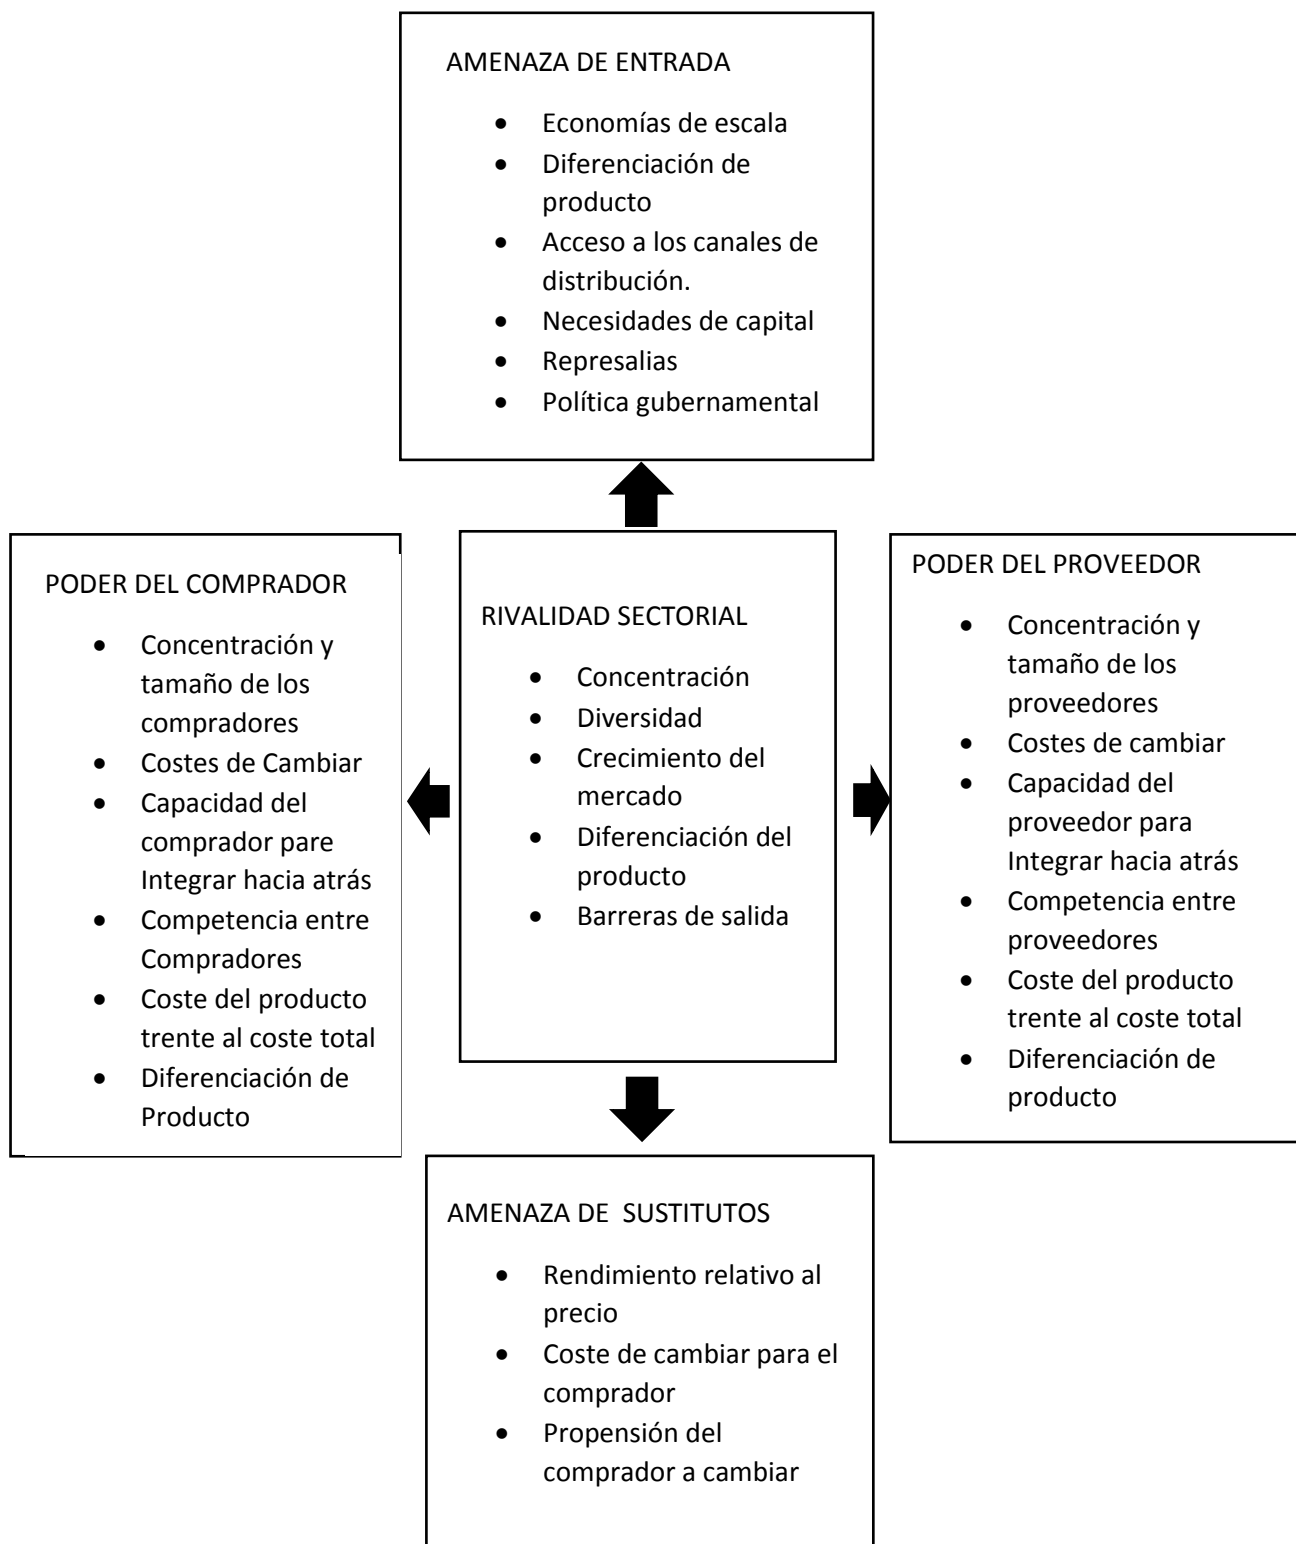 AMENAZA DE ENTRADA
• Economías de escala
• Diferenciación de
producto
• Acceso a los canales de
distribución.
• Necesidades de capital
• Represalias
• Política gubernamental
PODER DEL COMPRADOR
• Concentración y
tamaño de los
compradores
• Costes de Cambiar
• Capacidad del
comprador pare
Integrar hacia atrás
• Competencia entre
Compradores
• Coste del producto
trente al coste total
• Diferenciación de
Producto
RIVALIDAD SECTORIAL
• Concentración
• Diversidad
• Crecimiento del
mercado
• Diferenciación del
producto
• Barreras de salida
PODER DEL PROVEEDOR
• Concentración y
tamaño de los
proveedores
• Costes de cambiar
• Capacidad del
proveedor para
Integrar hacia atrás
• Competencia entre
proveedores
• Coste del producto
trente al coste total
• Diferenciación de
producto
AMENAZA DE  SUSTITUTOS
• Rendimiento relativo al
precio
• Coste de cambiar para el
comprador
• Propensión del
comprador a cambiar